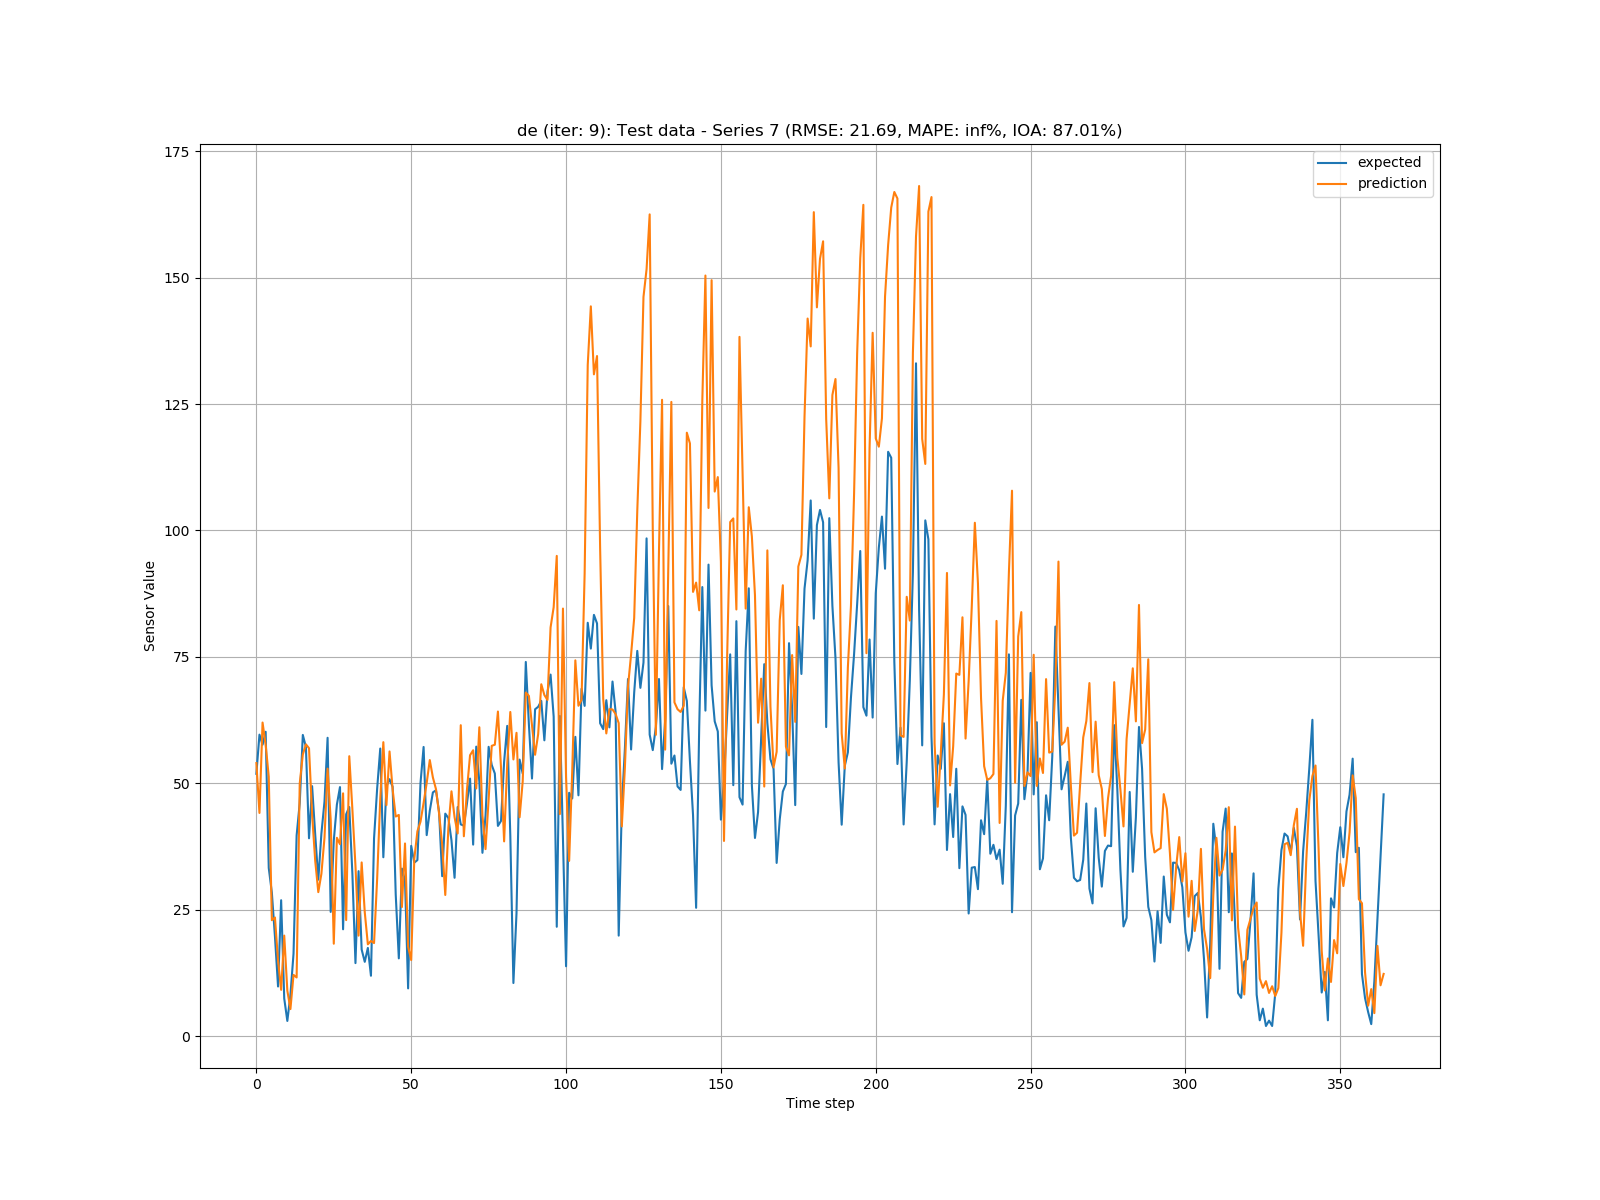 de (iter: 9): Test data - Series 7 (RMSE: 21.69, MAPE: inf%, IOA: 87.01%)
expected
prediction
175
150
125
100
75
50
25
0
Sensor Value
0 50 100 150 200 250 300 350
Time step